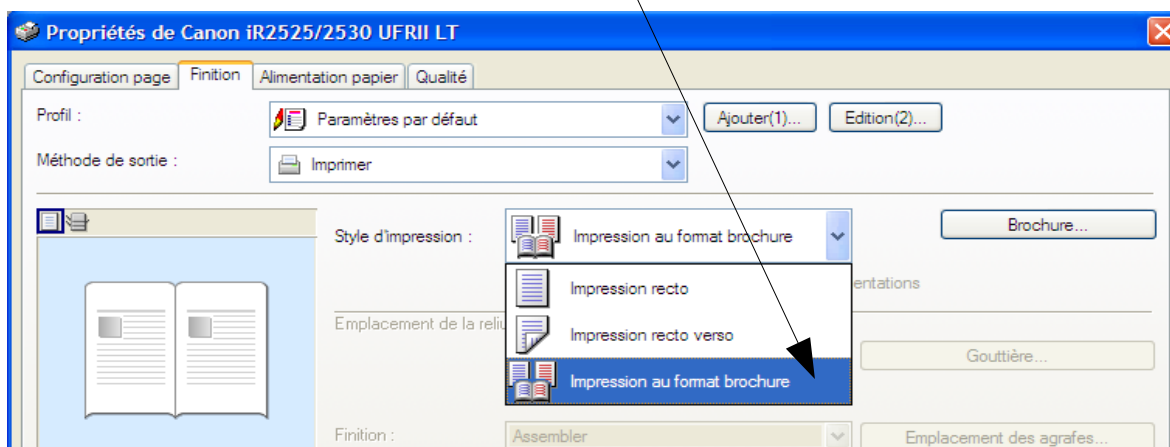 Propriétés de Canon iR2525/2530 UFRII LT
Configuration page Finition Alimentation papier Qualité
Profil : Paramètres par défaut Ajouter(1)... Edition(2)...
Méthode de sortie : Imprimer
Style d'impression : Impression au format brochure Brochure...
Impression recto entations
Emplacement de la reliu Impression recto verso
Gouttière...
Impression au format brochure
Finition : Assembler Emplacement des agrafes...